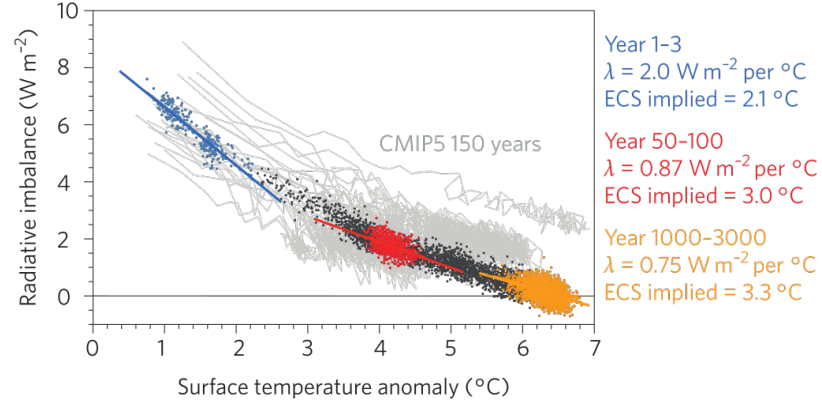 Radiative imbalance (W m⁻²)
10
8
6
4
2
0
0 1 2 3 4 5 6 7
Surface temperature anomaly (°C)
CMIP5 150 years
Year 1–3
λ = 2.0 W m⁻² per °C
ECS implied = 2.1 °C
Year 50–100
λ = 0.87 W m⁻² per °C
ECS implied = 3.0 °C
Year 1000–3000
λ = 0.75 W m⁻² per °C
ECS implied = 3.3 °C